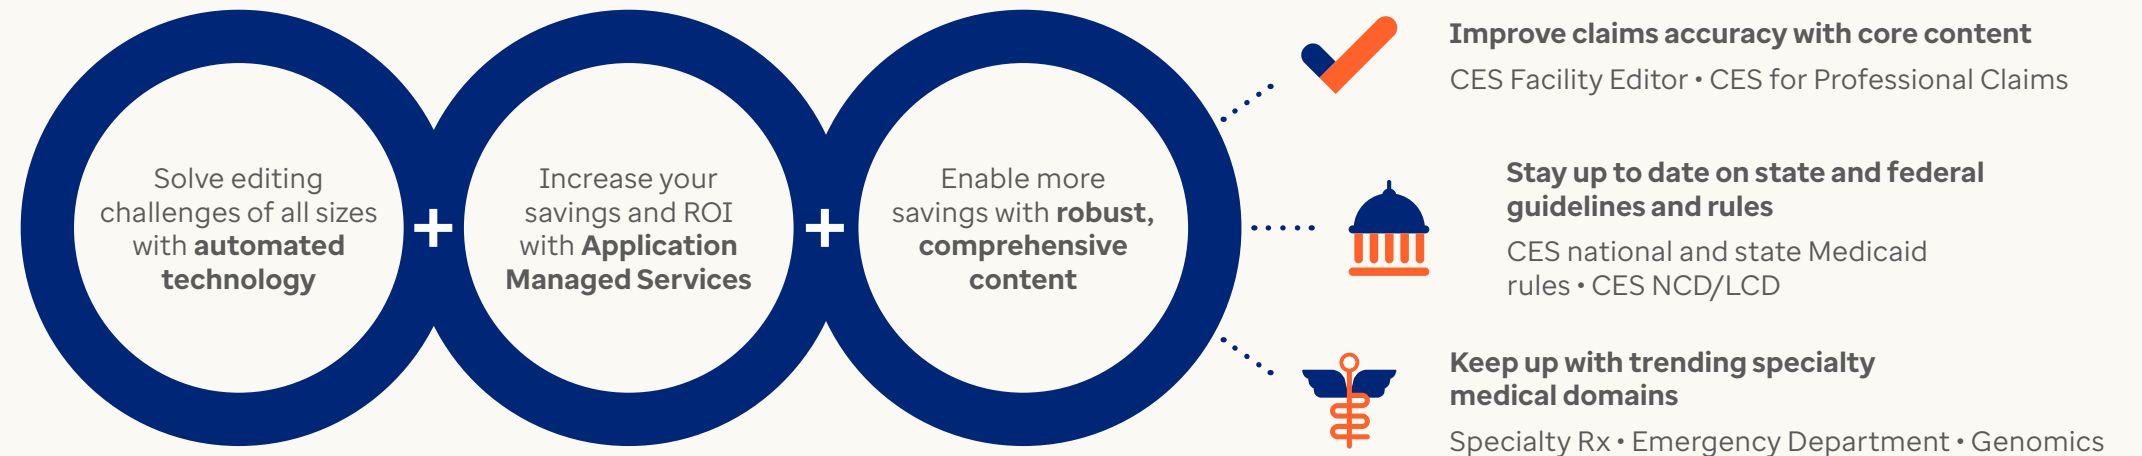 Solve editing
challenges of all sizes
with automated
technology
+
Increase your
savings and ROI
with Application
Managed Services
+
Enable more
savings with robust,
comprehensive
content
Improve claims accuracy with core content
CES Facility Editor • CES for Professional Claims
Stay up to date on state and federal
guidelines and rules
CES national and state Medicaid
rules • CES NCD/LCD
Keep up with trending specialty
medical domains
Specialty Rx • Emergency Department • Genomics